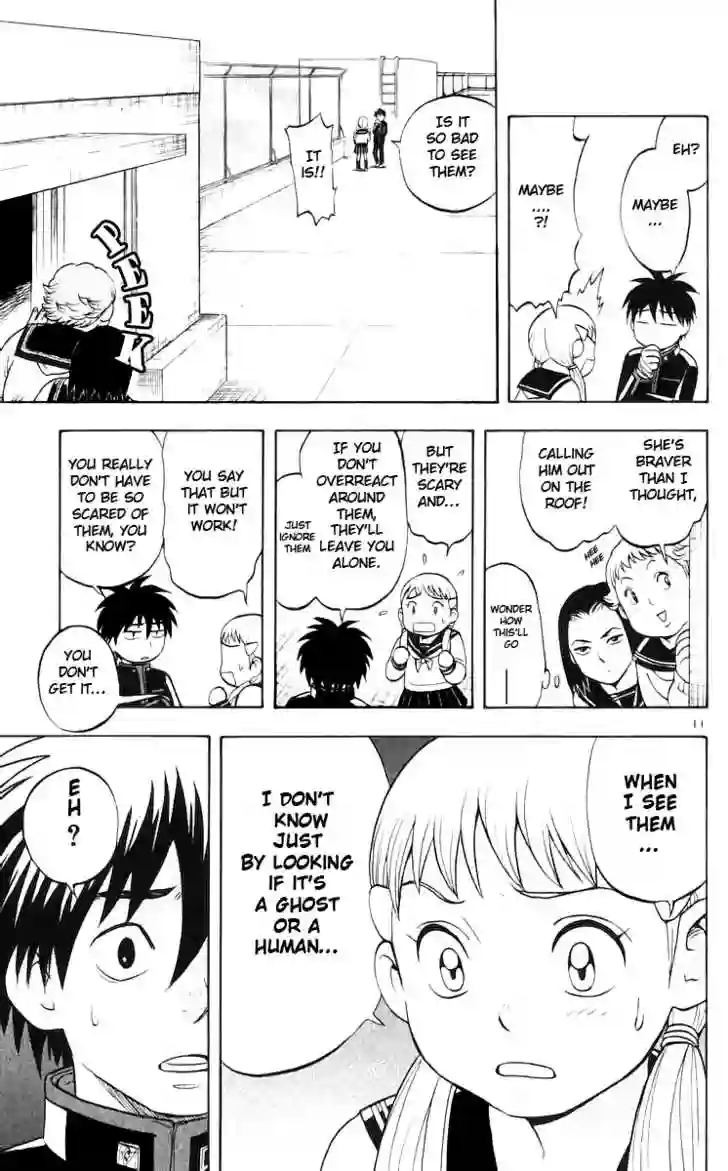 EH?
MAYBE
...
MAYBE
....
?!
IS IT
SO BAD
TO SEE
THEM?
IT
IS!!
PEEK
SHE'S
BRAVER
THAN I
THOUGHT,
CALLING
HIM OUT
ON THE
ROOF!
HEE
HEE
WONDER
HOW
THIS'LL
GO
BUT
THEY'RE
SCARY
AND...
IF YOU
DON'T
OVERREACT
AROUND
THEM,
THEY'LL
LEAVE YOU
ALONE.
JUST
IGNORE
THEM
YOU SAY
THAT BUT
IT WON'T
WORK!
YOU REALLY
DON'T HAVE
TO BE SO
SCARED OF
THEM, YOU
KNOW?
YOU
DON'T
GET IT...
11
WHEN
I SEE
THEM
...
I DON'T
KNOW
JUST
BY LOOKING
IF IT'S
A GHOST
OR A
HUMAN...
EH?